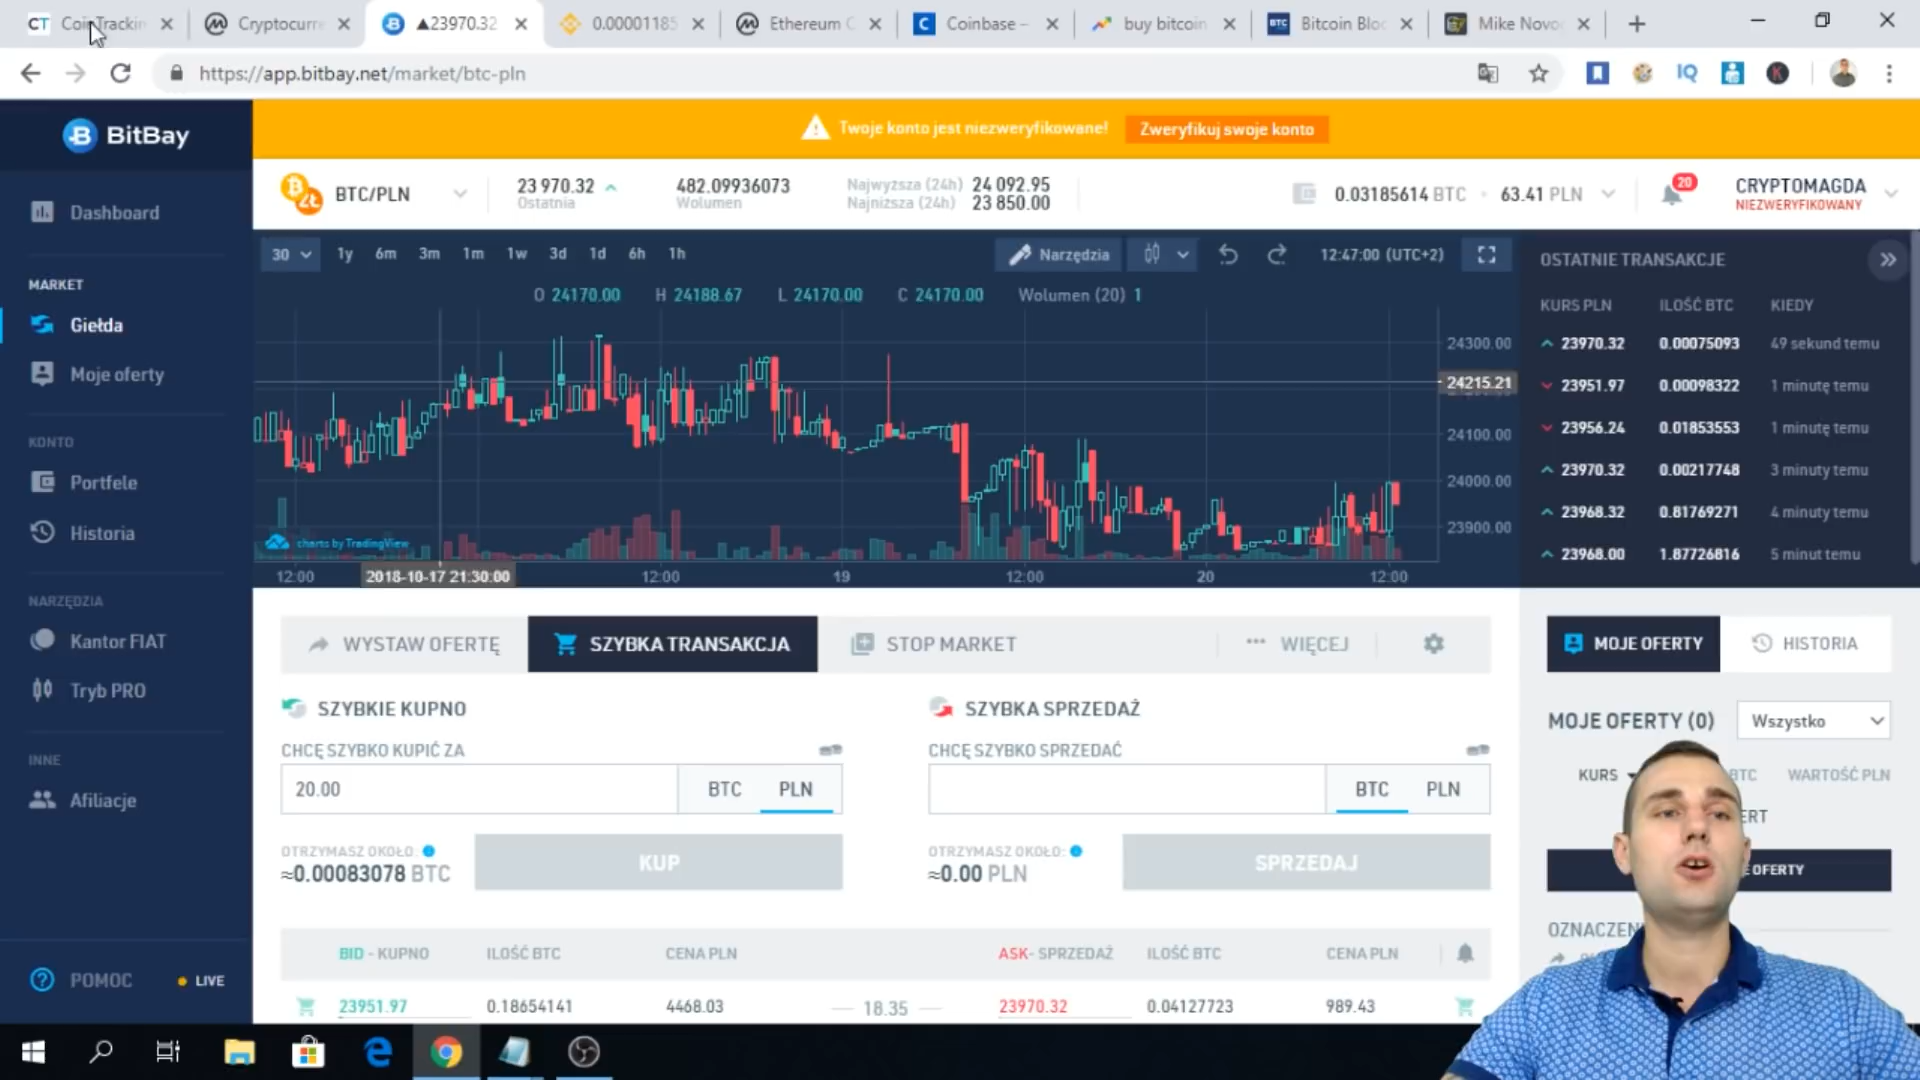 CT CoinTrackin
Cryptocurre
▲23970.32
0.00001185
Ethereum C
Coinbase –
buy bitcoin
BTC Bitcoin Bloc
Mike Novo
https://app.bitbay.net/market/btc-pln
IQ
K
BitBay
Twoje konto jest niezweryfikowane!
Zweryfikuj swoje konto
BTC/PLN
23 970.32
Ostatnia
482.09936073
Wolumen
Najwyższa (24h) 24 092.95
Najniższa (24h) 23 850.00
0.03185614 BTC • 63.41 PLN
20
CRYPTOMAGDA
NIEZWERYFIKOWANY
Dashboard
MARKET
Giełda
Moje oferty
KONTO
Portfele
Historia
NARZĘDZIA
Kantor FIAT
Tryb PRO
INNE
Afiliacje
POMOC
LIVE
30 1y 6m 3m 1m 1w 3d 1d 6h 1h
Narzędzia
12:47:00 (UTC+2)
O 24170.00 H 24188.67 L 24170.00 C 24170.00 Wolumen (20) 1
24300.00
24215.21
24100.00
24000.00
23900.00
charts by TradingView
12:00 2018-10-17 21:30:00 12:00 19 12:00 20 12:00
OSTATNIE TRANSAKCJE
KURS PLN ILOŚĆ BTC KIEDY
23970.32 0.00075093 49 sekund temu
23951.97 0.00098322 1 minutę temu
23956.24 0.01853553 1 minutę temu
23970.32 0.00217748 3 minuty temu
23968.32 0.81769271 4 minuty temu
23968.00 1.87726816 5 minut temu
WYSTAW OFERTĘ
SZYBKA TRANSAKCJA
STOP MARKET
WIĘCEJ
SZYBKIE KUPNO
CHCĘ SZYBKO KUPIĆ ZA
20.00 BTC PLN
OTRZYMASZ OKOŁO:
≈0.00083078 BTC
KUP
SZYBKA SPRZEDAŻ
CHCĘ SZYBKO SPRZEDAĆ
BTC PLN
OTRZYMASZ OKOŁO:
≈0.00 PLN
SPRZEDAJ
BID - KUPNO ILOŚĆ BTC CENA PLN ASK- SPRZEDAŻ ILOŚĆ BTC CENA PLN
23951.97 0.18654141 4468.03 18.35 23970.32 0.04127723 989.43
MOJE OFERTY
HISTORIA
MOJE OFERTY (0)
Wszystko
KURS BTC WARTOŚĆ PLN
ERT
OFERTY
OZNACZEN